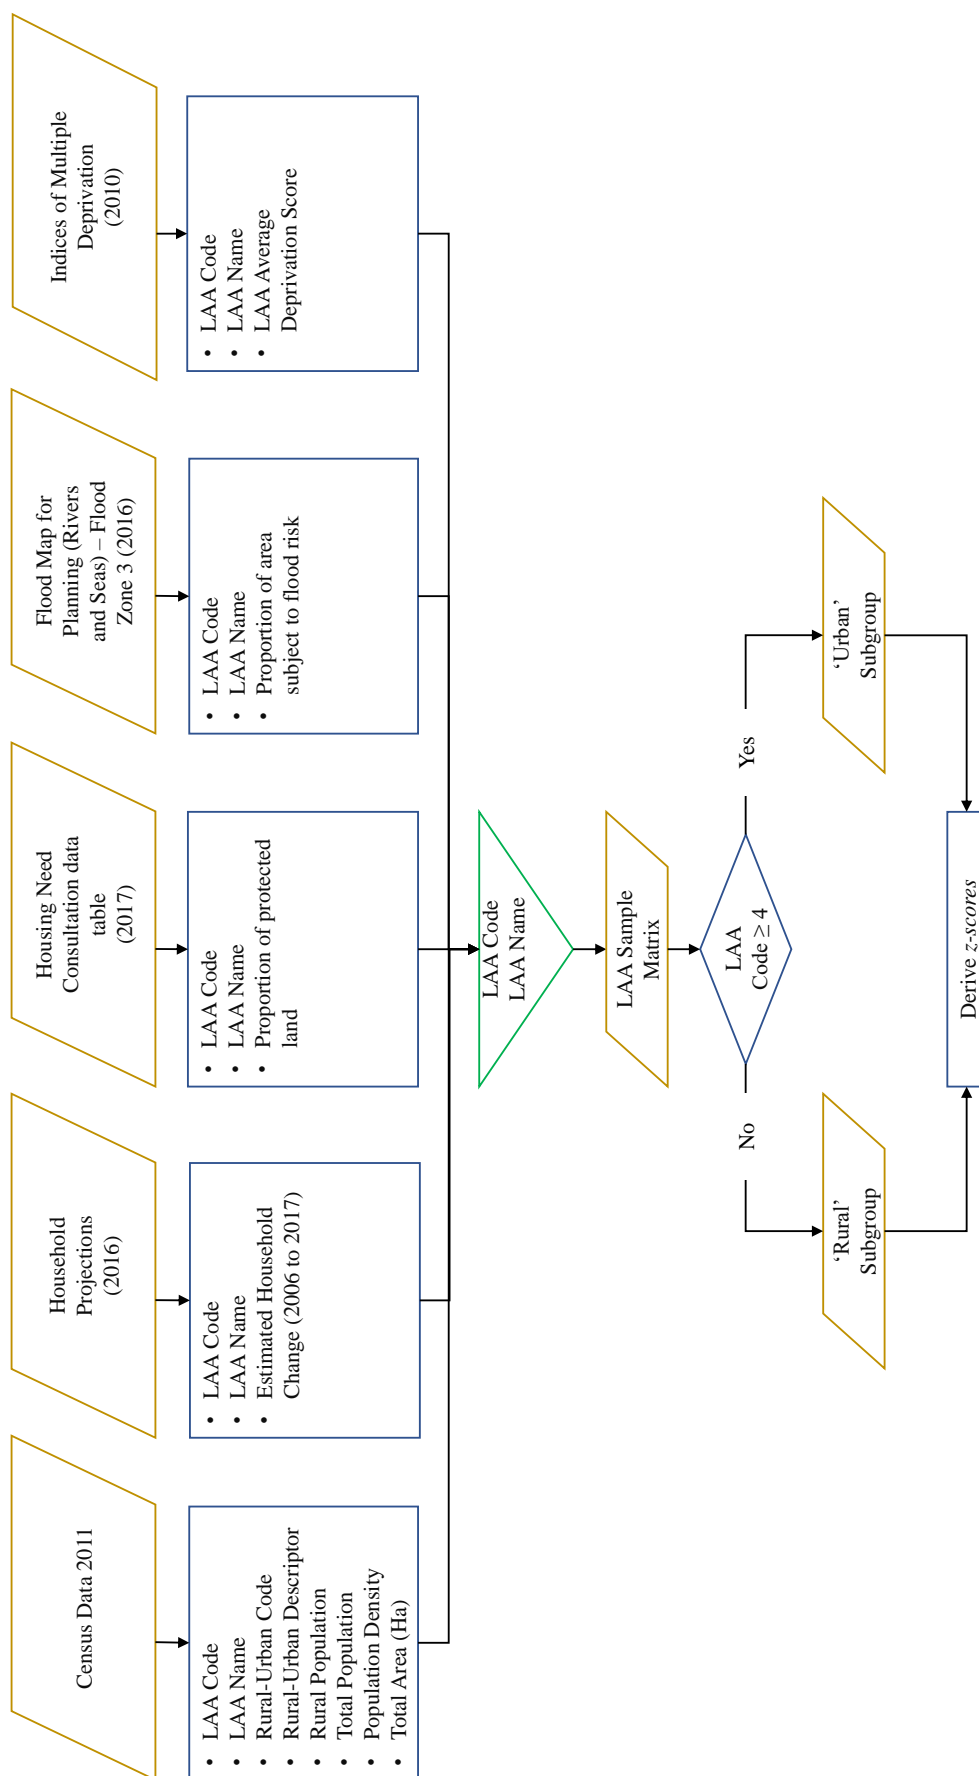 Census Data 2011
Household
Projections
(2016)
Housing Need
Consultation data
table
(2017)
Flood Map for
Planning (Rivers
and Seas) – Flood
Zone 3 (2016)
Indices of Multiple
Deprivation
(2010)
• LAA Code
• LAA Name
• Rural-Urban Code
• Rural-Urban Descriptor
• Rural Population
• Total Population
• Population Density
• Total Area (Ha)
• LAA Code
• LAA Name
• Estimated Household
Change (2006 to 2017)
• LAA Code
• LAA Name
• Proportion of protected
land
• LAA Code
• LAA Name
• Proportion of area
subject to flood risk
• LAA Code
• LAA Name
• LAA Average
Deprivation Score
LAA Code
LAA Name
LAA Sample
Matrix
LAA
Code ≥ 4
No
Yes
‘Rural’
Subgroup
‘Urban’
Subgroup
Derive z-scores